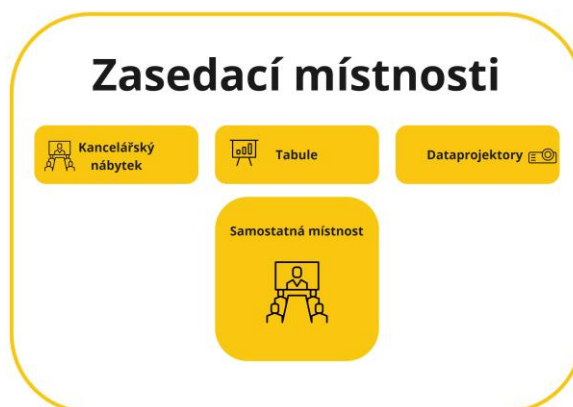 Zasedací místnosti
Kancelářský
nábytek
Tabule
Dataprojektory
Samostatná místnost